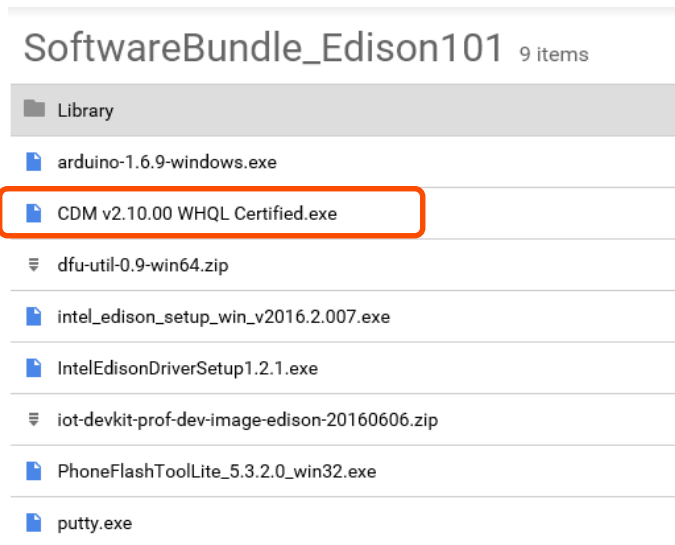 SoftwareBundle_Edison101 9 items
Library
arduino-1.6.9-windows.exe
CDM v2.10.00 WHQL Certified.exe
dfu-util-0.9-win64.zip
intel_edison_setup_win_v2016.2.007.exe
IntelEdisonDriverSetup1.2.1.exe
iot-devkit-prof-dev-image-edison-20160606.zip
PhoneFlashToolLite_5.3.2.0_win32.exe
putty.exe